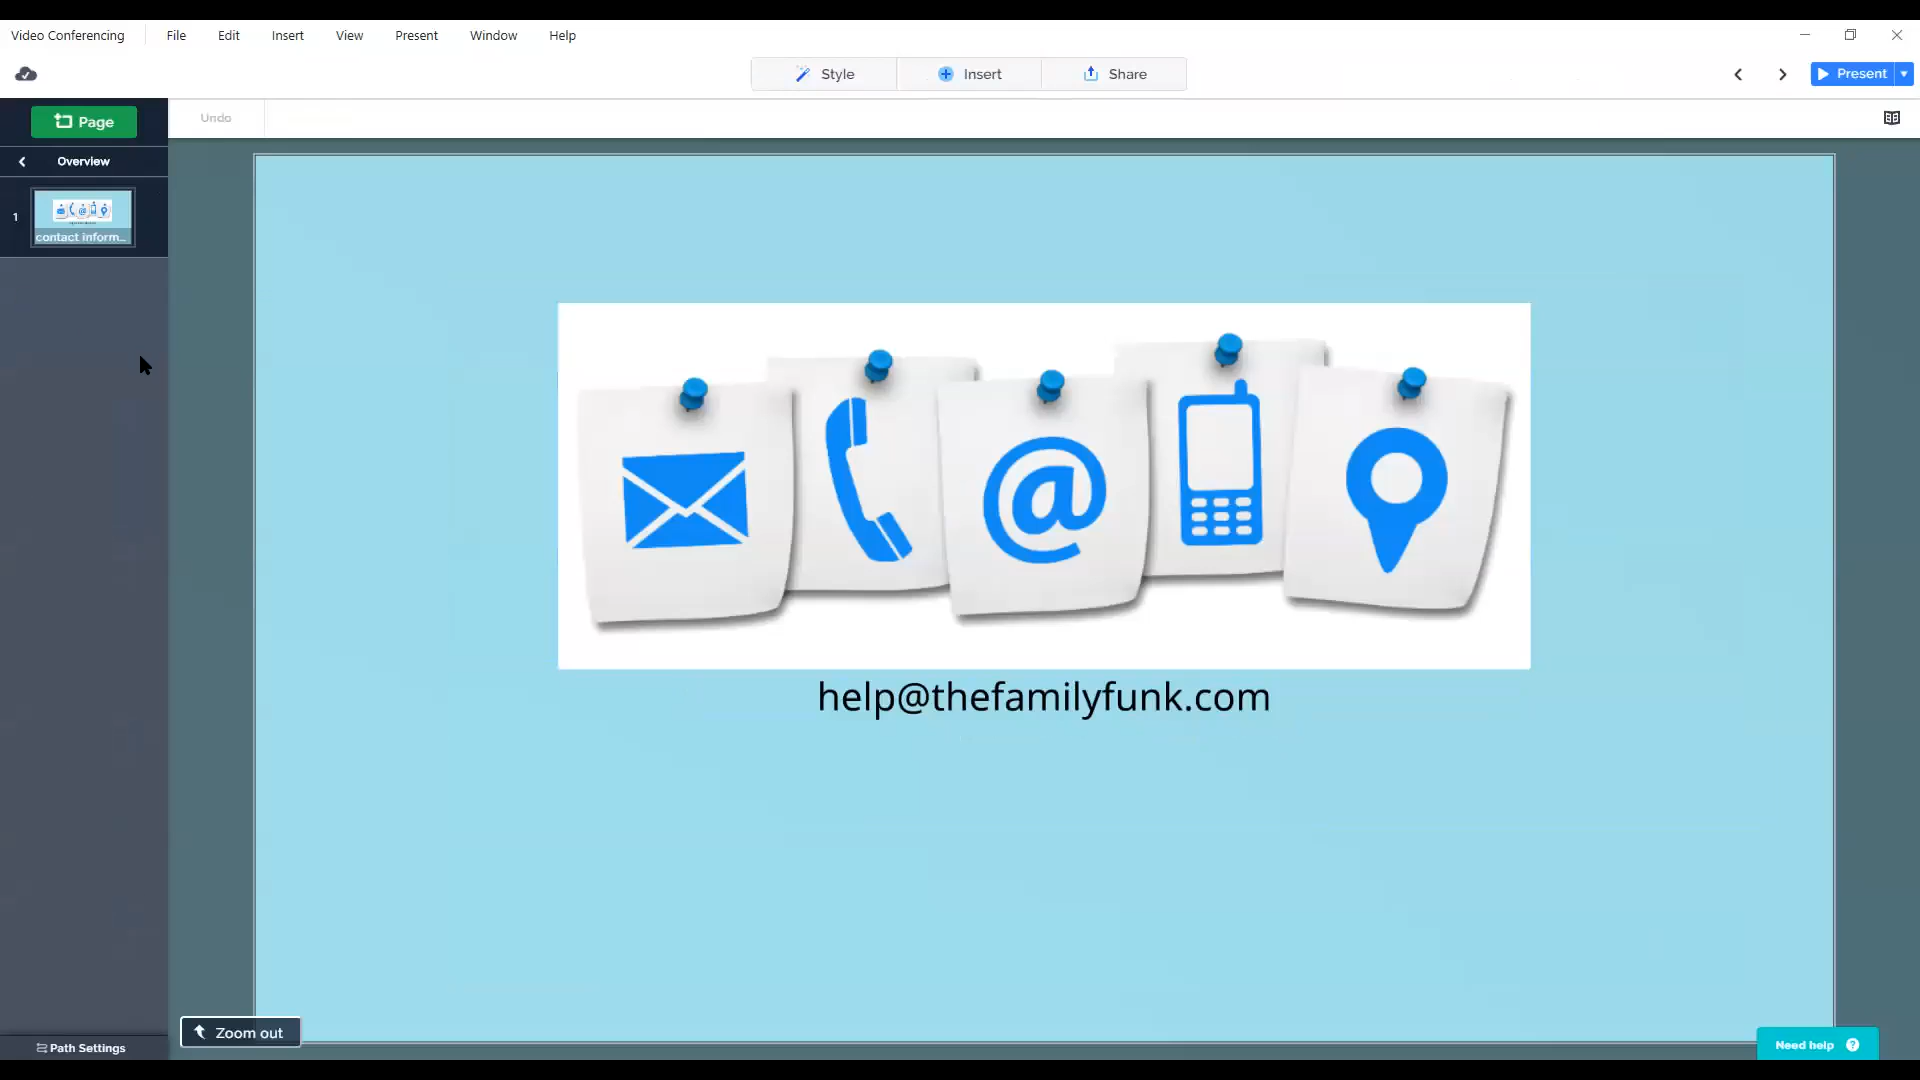 Video Conferencing File Edit Insert View Present Window Help
Style Insert Share Present
Page Undo
Overview
1
contact inform...
@
help@thefamilyfunk.com
Zoom out
Path Settings
Need help ?